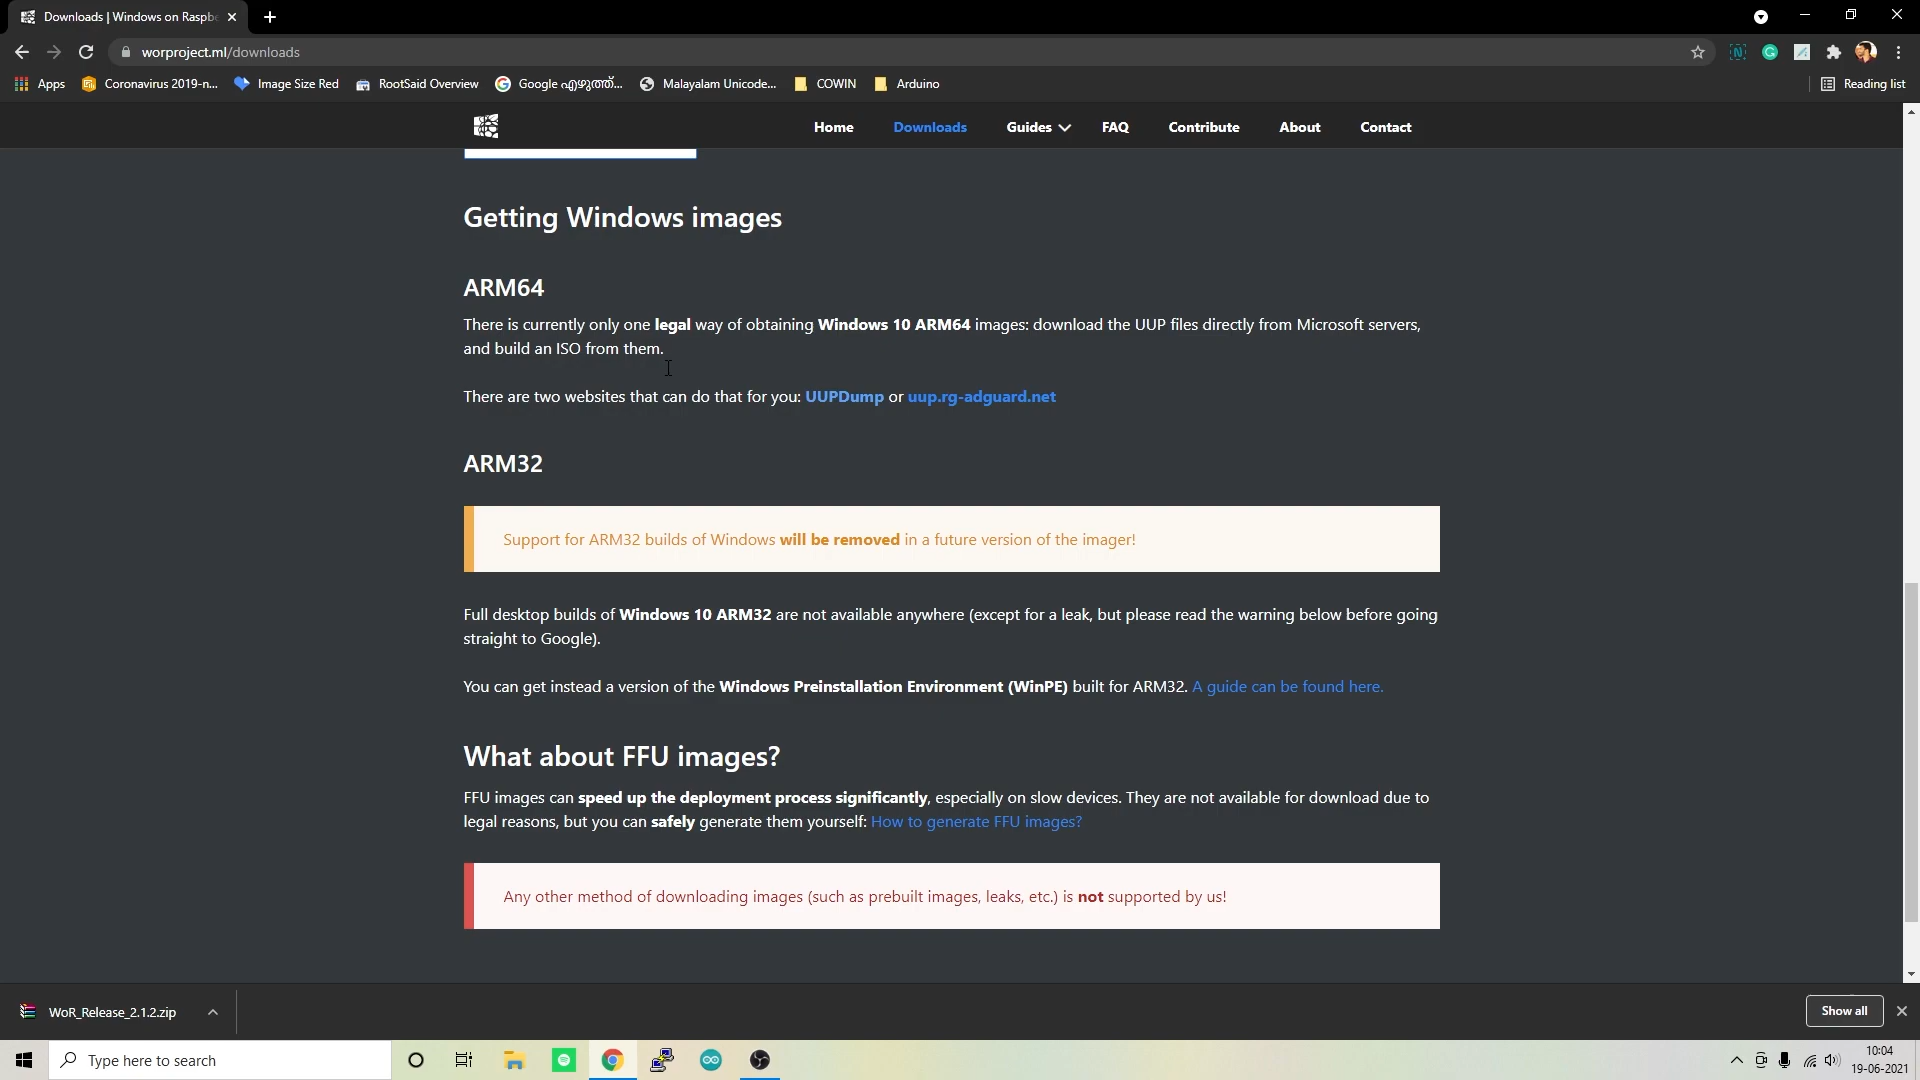 Downloads | Windows on Raspbe
worproject.ml/downloads
Apps Coronavirus 2019-n... Image Size Red RootSaid Overview Google എഴുത്ത്... Malayalam Unicode... COWIN Arduino Reading list
Home Downloads Guides FAQ Contribute About Contact
Getting Windows images
ARM64
There is currently only one legal way of obtaining Windows 10 ARM64 images: download the UUP files directly from Microsoft servers,
and build an ISO from them.
There are two websites that can do that for you: UUPDump or uup.rg-adguard.net
ARM32
Support for ARM32 builds of Windows will be removed in a future version of the imager!
Full desktop builds of Windows 10 ARM32 are not available anywhere (except for a leak, but please read the warning below before going
straight to Google).
You can get instead a version of the Windows Preinstallation Environment (WinPE) built for ARM32. A guide can be found here.
What about FFU images?
FFU images can speed up the deployment process significantly, especially on slow devices. They are not available for download due to
legal reasons, but you can safely generate them yourself: How to generate FFU images?
Any other method of downloading images (such as prebuilt images, leaks, etc.) is not supported by us!
WoR_Release_2.1.2.zip Show all
Type here to search
10:04
19-06-2021